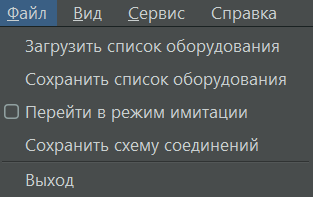 Файл Вид Сервис Справка
Загрузить список оборудования
Сохранить список оборудования
Перейти в режим имитации
Сохранить схему соединений
Выход